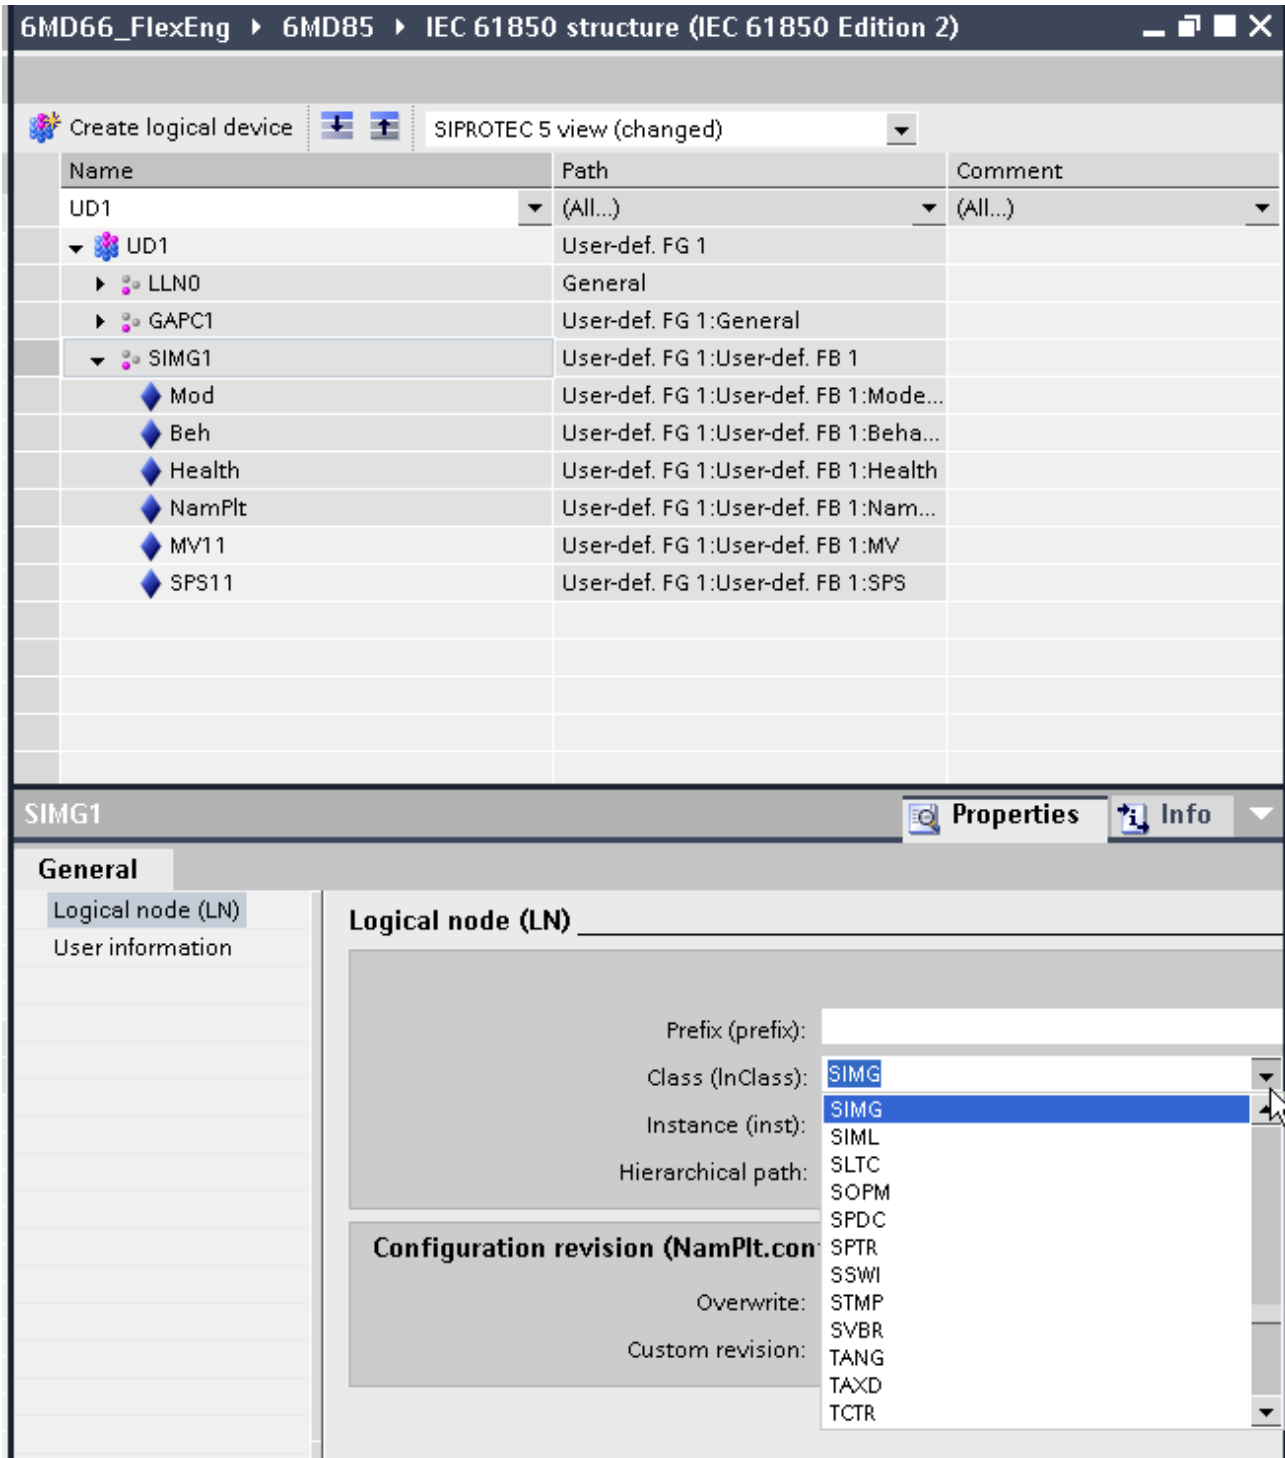 6MD66_FlexEng ▸ 6MD85 ▸ IEC 61850 structure (IEC 61850 Edition 2)
Create logical device SIPROTEC 5 view (changed)
Name Path Comment
UD1 (All...) (All...)
UD1 User-def. FG 1
LLN0 General
GAPC1 User-def. FG 1:General
SIMG1 User-def. FG 1:User-def. FB 1
Mod User-def. FG 1:User-def. FB 1:Mode...
Beh User-def. FG 1:User-def. FB 1:Beha...
Health User-def. FG 1:User-def. FB 1:Health
NamPlt User-def. FG 1:User-def. FB 1:Nam...
MV11 User-def. FG 1:User-def. FB 1:MV
SPS11 User-def. FG 1:User-def. FB 1:SPS
SIMG1 Properties Info
General
Logical node (LN)
User information
Logical node (LN)
Prefix (prefix):
Class (lnClass): SIMG
SIMG
Instance (inst):
SIML
SLTC
Hierarchical path:
SOPM
SPDC
Configuration revision (NamPlt.con
SPTR
SSWI
Overwrite:
STMP
SVBR
Custom revision:
TANG
TAXD
TCTR